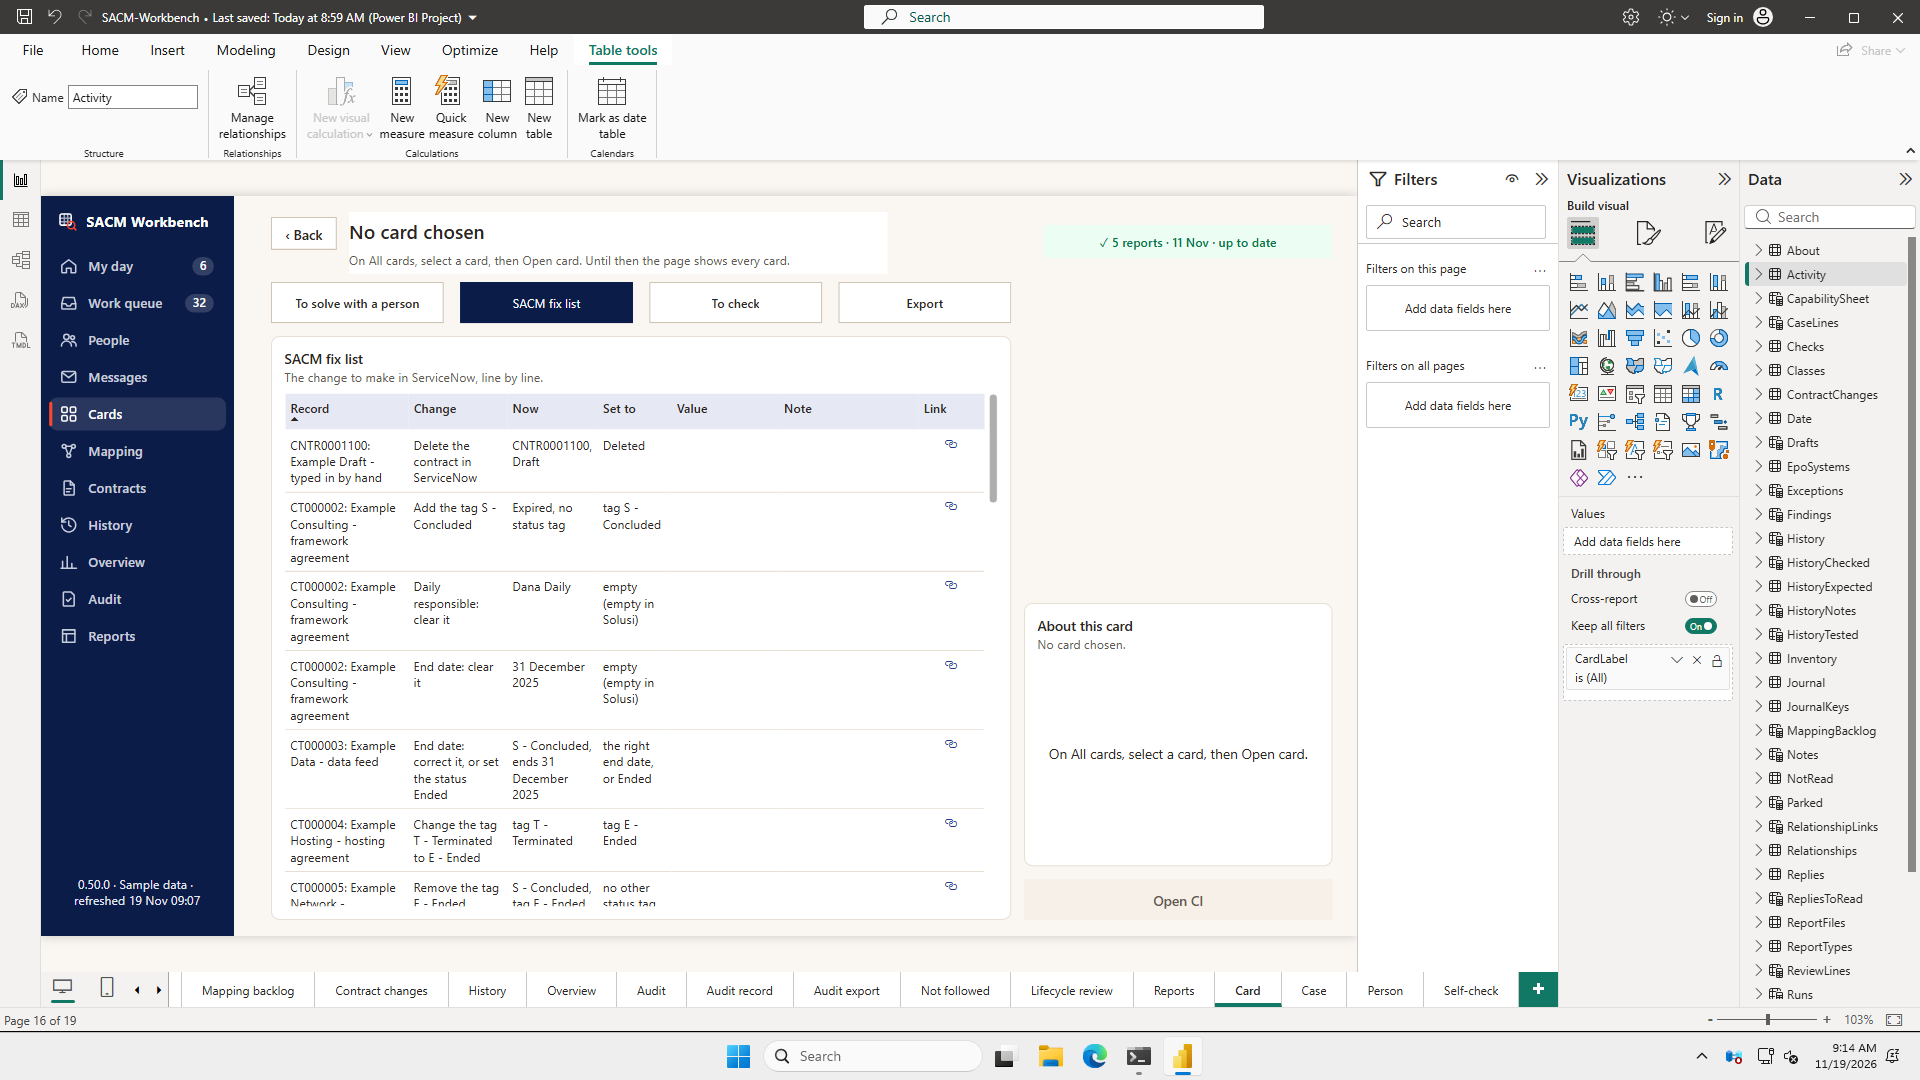 SACM-Workbench • Last saved: Today at 8:59 AM (Power BI Project)
Search
Sign in
File
Home
Insert
Modeling
Design
View
Optimize
Help
Table tools
Share
Name
Activity
Manage
relationships
New visual
calculation
New
measure
Quick
measure
New
column
New
table
Mark as date
table
Structure
Relationships
Calculations
Calendars
SACM Workbench
My day
6
Work queue
32
People
Messages
Cards
Mapping
Contracts
History
Overview
Audit
Reports
0.50.0 · Sample data ·
refreshed 19 Nov 09:07
‹ Back
No card chosen
On All cards, select a card, then Open card. Until then the page shows every card.
✓ 5 reports · 11 Nov · up to date
To solve with a person
SACM fix list
To check
Export
SACM fix list
The change to make in ServiceNow, line by line.
Record
Change
Now
Set to
Value
Note
Link
CNTR0001100:
Example Draft -
typed in by hand
Delete the
contract in
ServiceNow
CNTR0001100,
Draft
Deleted
CT000002: Example
Consulting -
framework
agreement
Add the tag S -
Concluded
Expired, no
status tag
tag S -
Concluded
CT000002: Example
Consulting -
framework
agreement
Daily
responsible:
clear it
Dana Daily
empty
(empty in
Solusi)
CT000002: Example
Consulting -
framework
agreement
End date: clear
it
31 December
2025
empty
(empty in
Solusi)
CT000003: Example
Data - data feed
End date:
correct it, or set
the status
Ended
S - Concluded,
ends 31
December
2025
the right
end date,
or Ended
CT000004: Example
Hosting - hosting
agreement
Change the tag
T - Terminated
to E - Ended
tag T -
Terminated
tag E -
Ended
CT000005: Example
Network -
Remove the tag
E - Ended
S - Concluded,
tag E - Ended
no other
status tag
About this card
No card chosen.
On All cards, select a card, then Open card.
Open CI
Filters
Search
Filters on this page
...
Add data fields here
Filters on all pages
...
Add data fields here
Visualizations
Build visual
R
Py
...
Values
Add data fields here
Drill through
Cross-report
Off
Keep all filters
On
CardLabel
is (All)
Data
Search
About
Activity
CapabilitySheet
CaseLines
Checks
Classes
ContractChanges
Date
Drafts
EpoSystems
Exceptions
Findings
History
HistoryChecked
HistoryExpected
HistoryNotes
HistoryTested
Inventory
Journal
JournalKeys
MappingBacklog
Notes
NotRead
Parked
RelationshipLinks
Relationships
Replies
RepliesToRead
ReportFiles
ReportTypes
ReviewLines
Runs
DAX
TMDL
Mapping backlog
Contract changes
History
Overview
Audit
Audit record
Audit export
Not followed
Lifecycle review
Reports
Card
Case
Person
Self-check
+
Page 16 of 19
- + 103%
Search
9:14 AM
11/19/2026